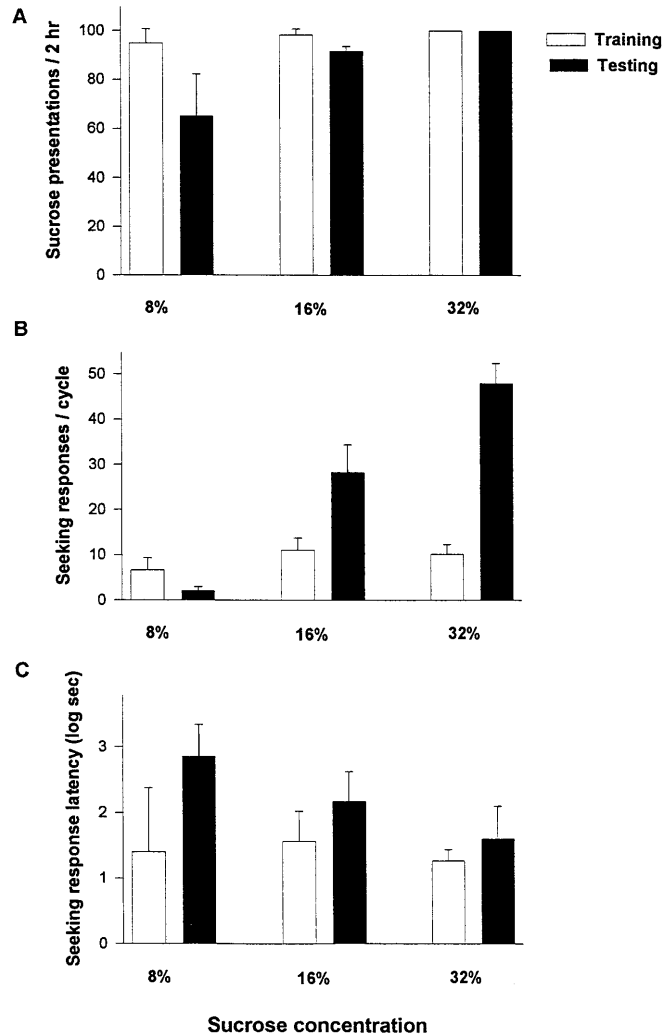 A
Sucrose presentations / 2 hr
100
80
60
40
20
0
8%
16%
32%
Training
Testing
B
Seeking responses / cycle
50
40
30
20
10
0
8%
16%
32%
C
Seeking response latency (log sec)
3
2
1
0
8%
16%
32%
Sucrose concentration